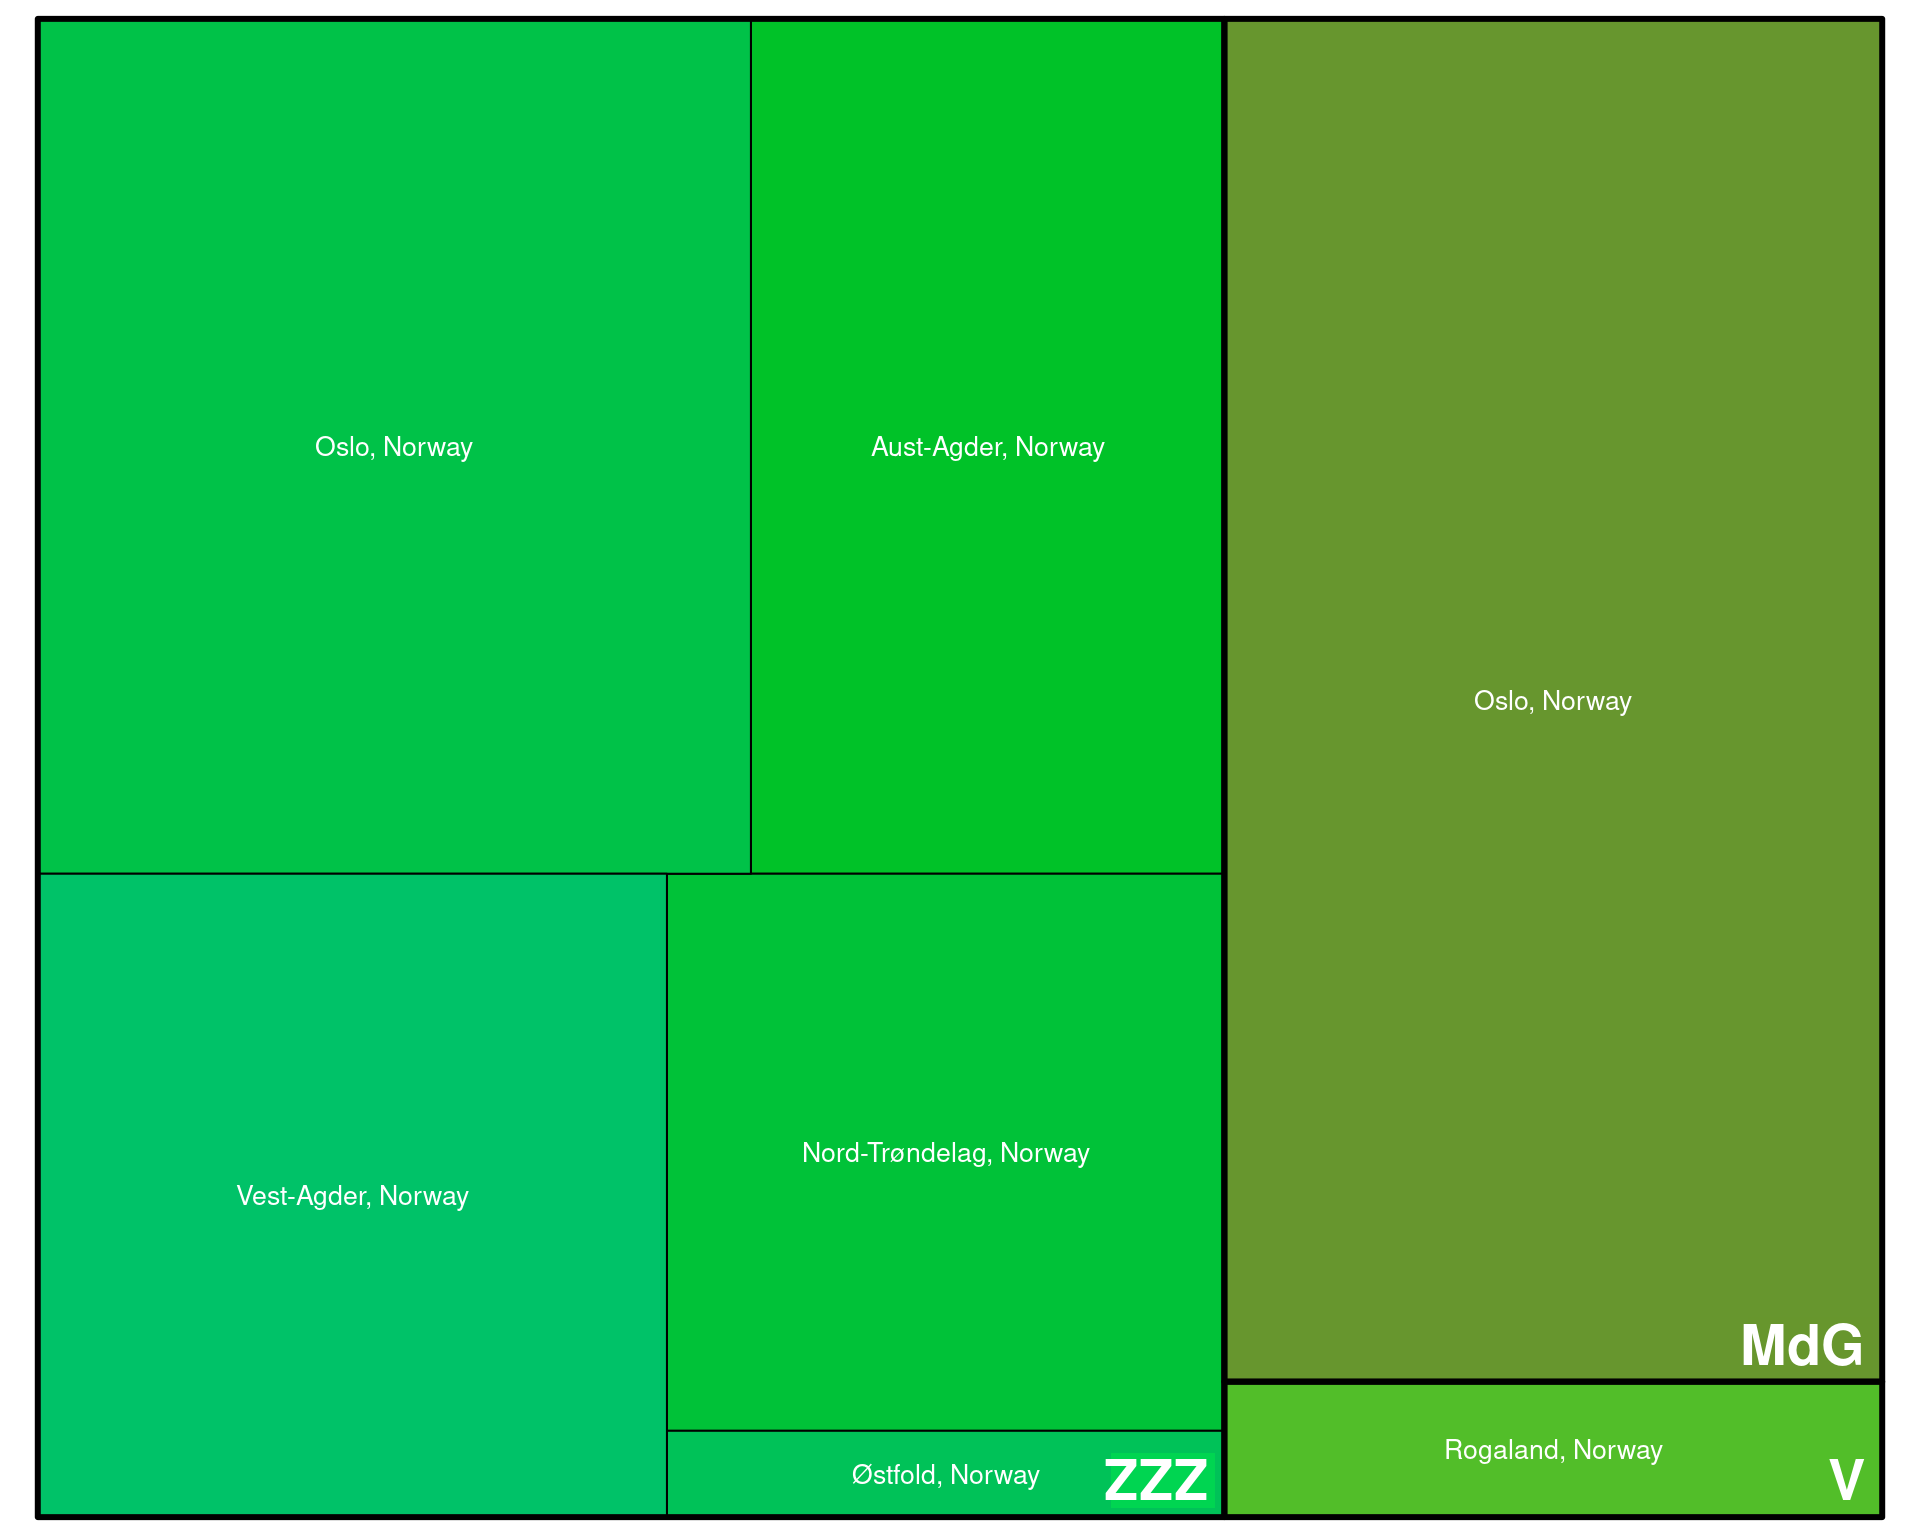 Oslo, Norway
Aust-Agder, Norway
Oslo, Norway
Nord-Trøndelag, Norway
Vest-Agder, Norway
MdG
Rogaland, Norway
Østfold, Norway
ZZZ
V